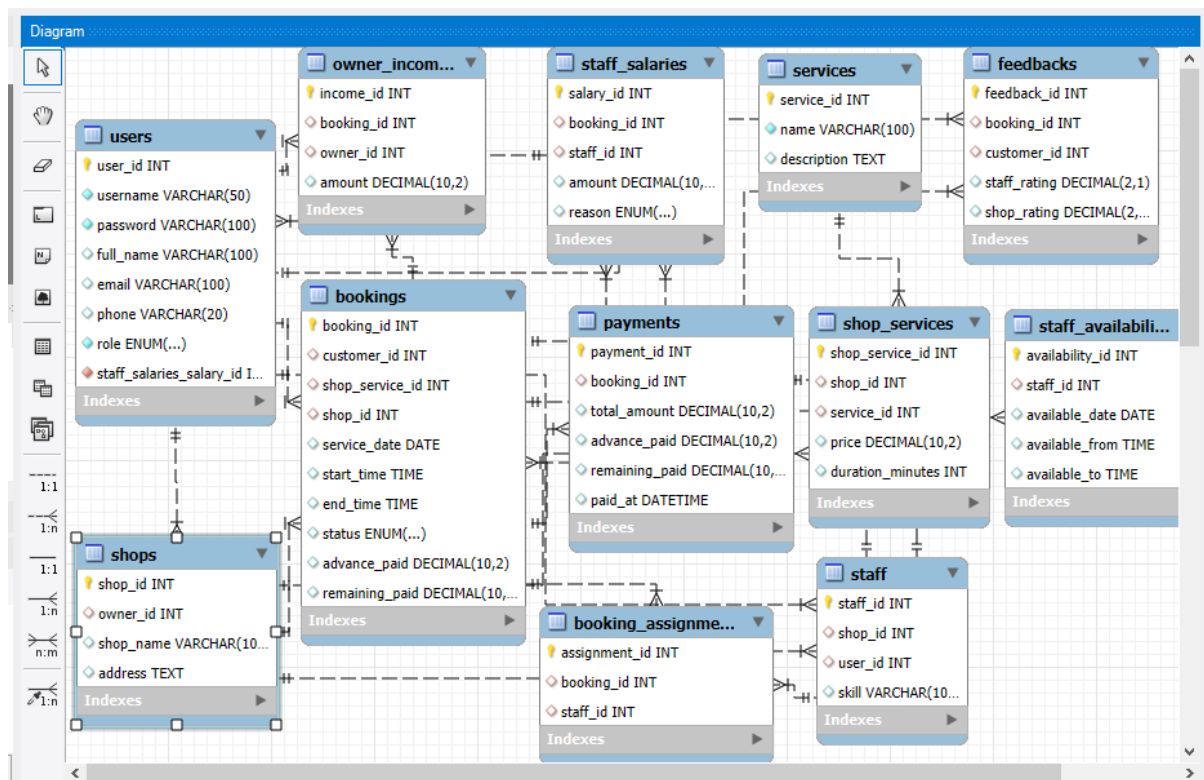 Diagram
users
user_id INT
username VARCHAR(50)
password VARCHAR(100)
full_name VARCHAR(100)
email VARCHAR(100)
phone VARCHAR(20)
role ENUM(...)
staff_salaries_salary_id I...
Indexes
owner_incom...
income_id INT
booking_id INT
owner_id INT
amount DECIMAL(10,2)
Indexes
staff_salaries
salary_id INT
booking_id INT
staff_id INT
amount DECIMAL(10,...
reason ENUM(...)
Indexes
services
service_id INT
name VARCHAR(100)
description TEXT
Indexes
feedbacks
feedback_id INT
booking_id INT
customer_id INT
staff_rating DECIMAL(2,1)
shop_rating DECIMAL(2,...
Indexes
bookings
booking_id INT
customer_id INT
shop_service_id INT
shop_id INT
service_date DATE
start_time TIME
end_time TIME
status ENUM(...)
advance_paid DECIMAL(10,2)
remaining_paid DECIMAL(10,...
Indexes
payments
payment_id INT
booking_id INT
total_amount DECIMAL(10,2)
advance_paid DECIMAL(10,2)
remaining_paid DECIMAL(10,...
paid_at DATETIME
Indexes
shop_services
shop_service_id INT
shop_id INT
service_id INT
price DECIMAL(10,2)
duration_minutes INT
Indexes
staff_availabili...
availability_id INT
staff_id INT
available_date DATE
available_from TIME
available_to TIME
Indexes
shops
shop_id INT
owner_id INT
shop_name VARCHAR(10...
address TEXT
Indexes
booking_assignme...
assignment_id INT
booking_id INT
staff_id INT
Indexes
staff
staff_id INT
shop_id INT
user_id INT
skill VARCHAR(10...
Indexes
1:1
1:n
1:1
1:n
n:m
1:n